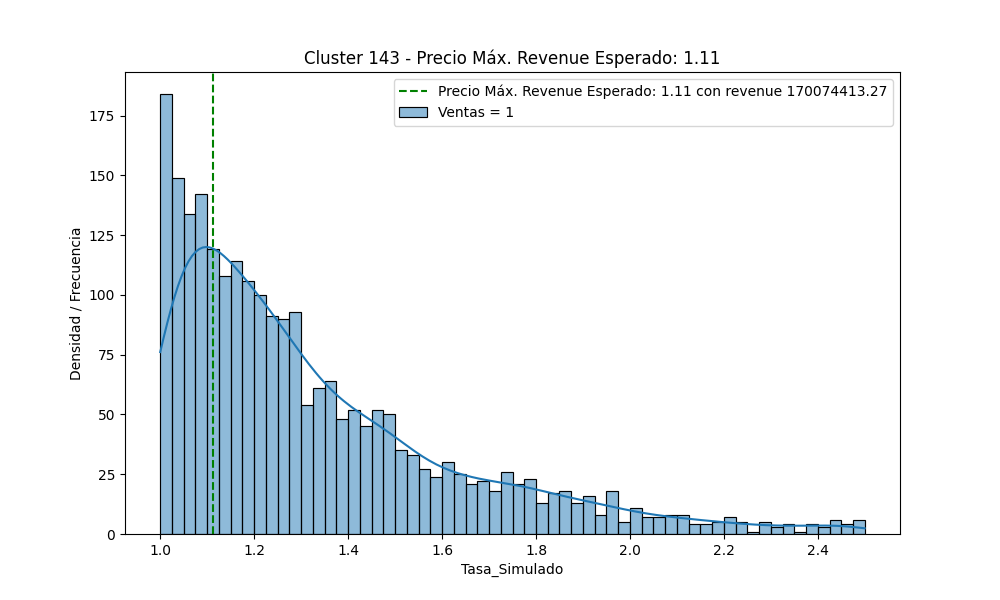 Cluster 143 - Precio Máx. Revenue Esperado: 1.11
Precio Máx. Revenue Esperado: 1.11 con revenue 170074413.27
Ventas = 1
Densidad / Frecuencia
175
150
125
100
75
50
25
0
1.0 1.2 1.4 1.6 1.8 2.0 2.2 2.4
Tasa_Simulado